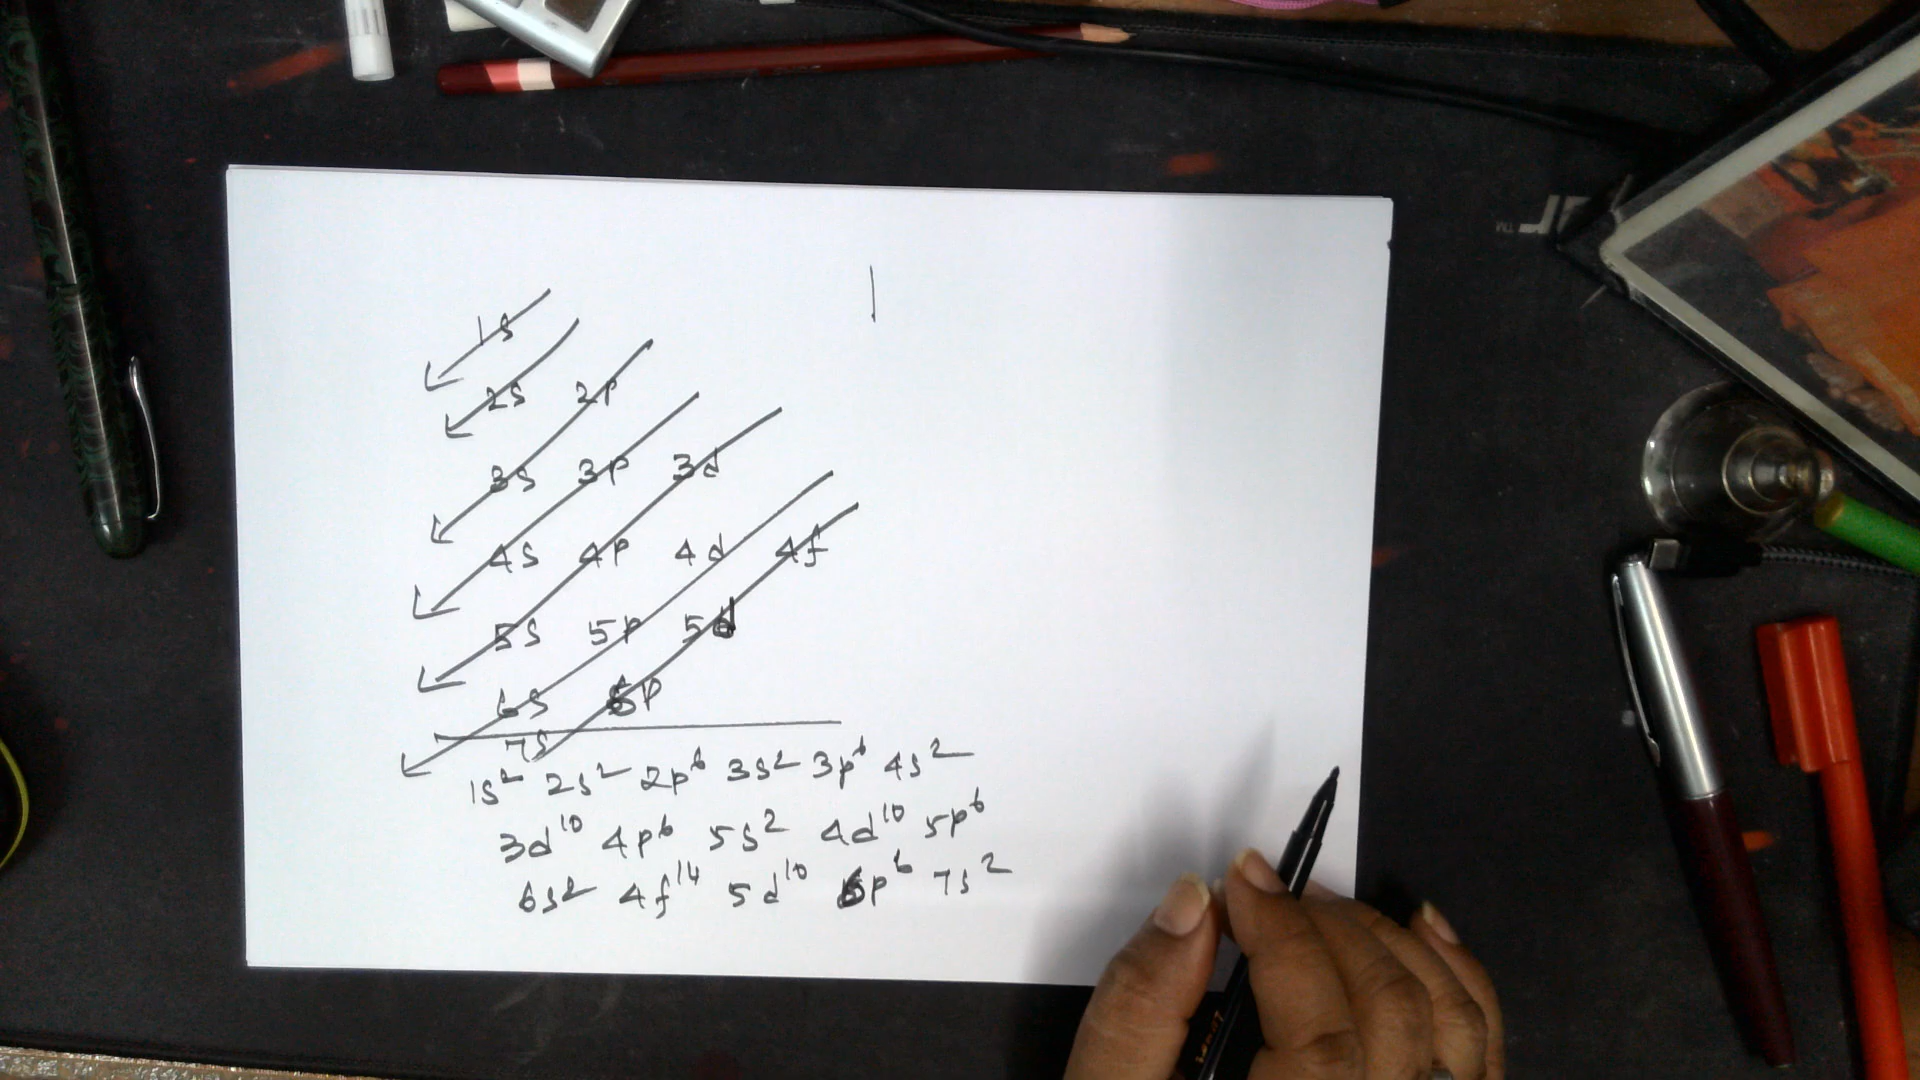 1s
2s 2p
3s 3p 3d
4s 4p 4d 4f
5s 5p 5d
6s 6p
7s
1s² 2s² 2p⁶ 3s² 3p⁶ 4s²
3d¹⁰ 4p⁶ 5s² 4d¹⁰ 5p⁶
6s² 4f¹⁴ 5d¹⁰ 6p⁶ 7s²